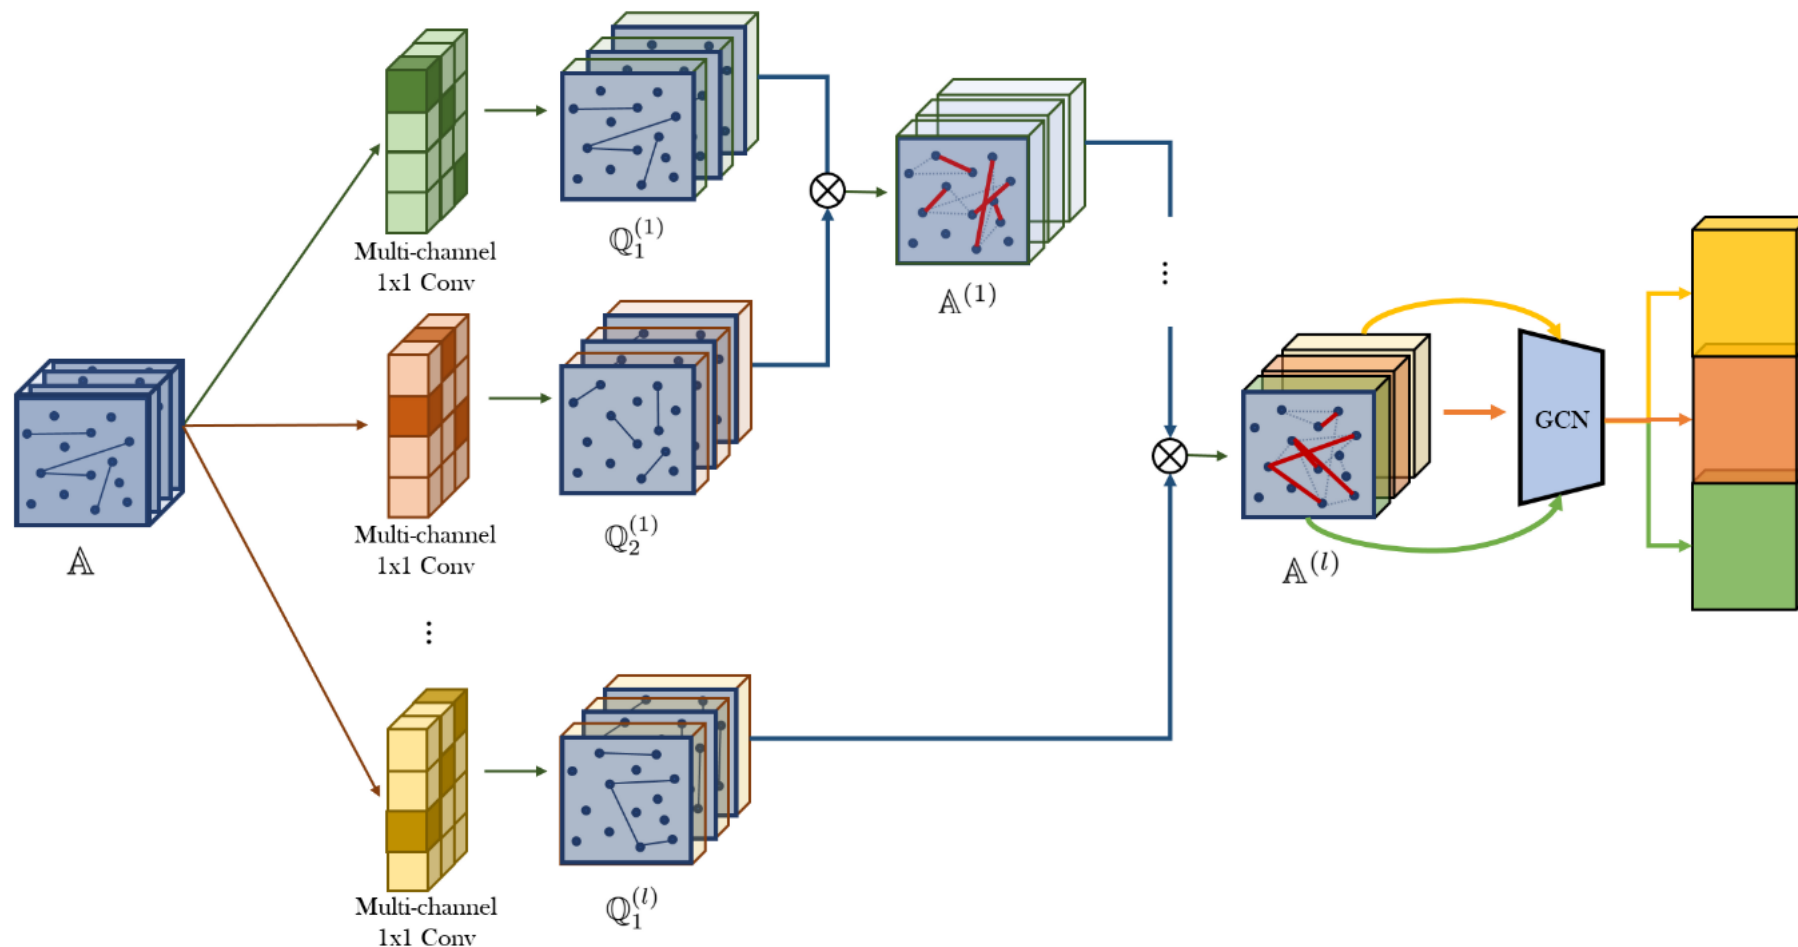 Multi-channel
1x1 Conv
ℚ₁⁽¹⁾
𝔸⁽¹⁾
⋮
Multi-channel
1x1 Conv
ℚ₂⁽¹⁾
𝔸
GCN
𝔸⁽ˡ⁾
⋮
Multi-channel
1x1 Conv
ℚ₁⁽ˡ⁾